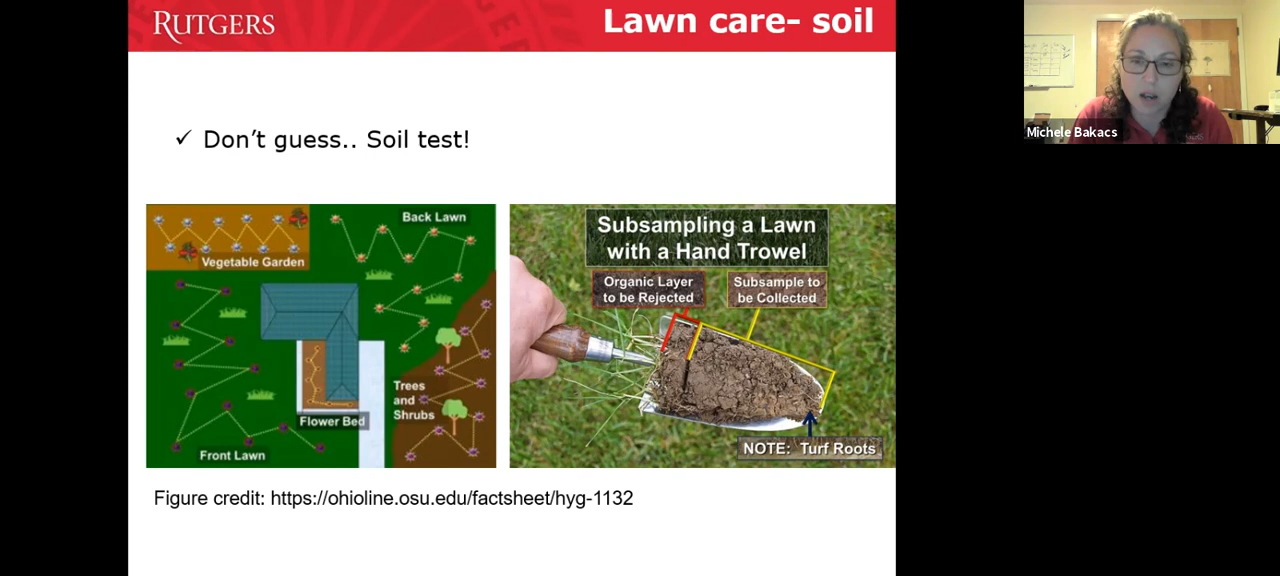 RUTGERS
Lawn care- soil
Michele Bakacs
✓ Don't guess.. Soil test!
Back Lawn
Vegetable Garden
Trees
and
Shrubs
Flower Bed
Front Lawn
Subsampling a Lawn
with a Hand Trowel
Organic Layer
to be Rejected
Subsample to
be Collected
NOTE: Turf Roots
Figure credit: https://ohioline.osu.edu/factsheet/hyg-1132